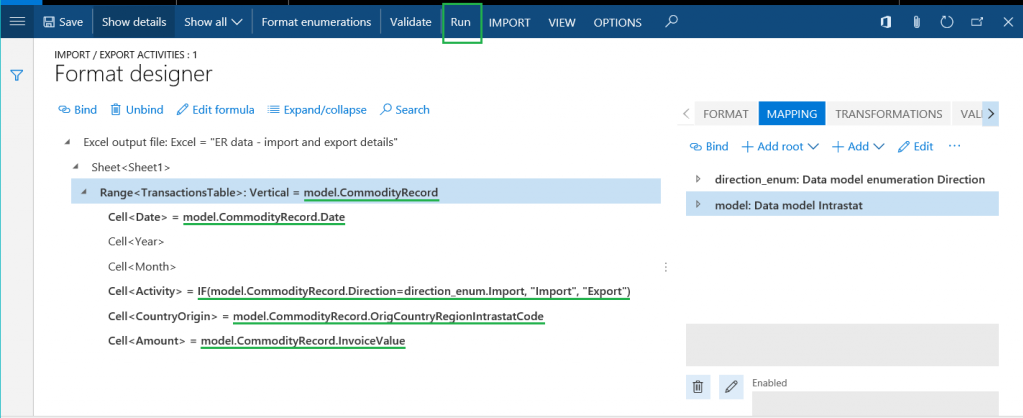 Save Show details Show all Format enumerations Validate Run IMPORT VIEW OPTIONS
IMPORT / EXPORT ACTIVITIES : 1
Format designer
Bind Unbind Edit formula Expand/collapse Search
Excel output file: Excel = "ER data - import and export details"
Sheet<Sheet1>
Range<TransactionsTable>: Vertical = model.CommodityRecord
Cell<Date> = model.CommodityRecord.Date
Cell<Year>
Cell<Month>
Cell<Activity> = IF(model.CommodityRecord.Direction=direction_enum.Import, "Import", "Export")
Cell<CountryOrigin> = model.CommodityRecord.OrigCountryRegionIntrastatCode
Cell<Amount> = model.CommodityRecord.InvoiceValue
FORMAT MAPPING TRANSFORMATIONS VALI
Bind Add root Add Edit ...
direction_enum: Data model enumeration Direction
model: Data model Intrastat
Enabled